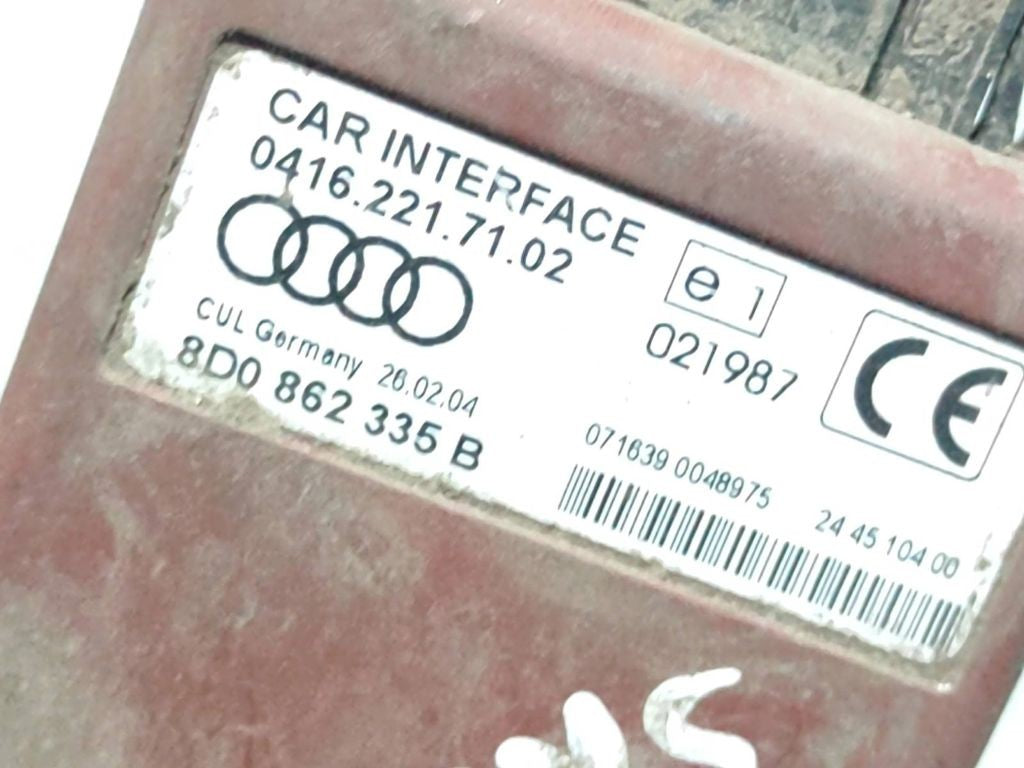 CAR INTERFACE
0416.221.71.02
e 1
021987
CE
CUL Germany 26.02.04
8D0 862 335 B
071639 0048975 24 45 104 00